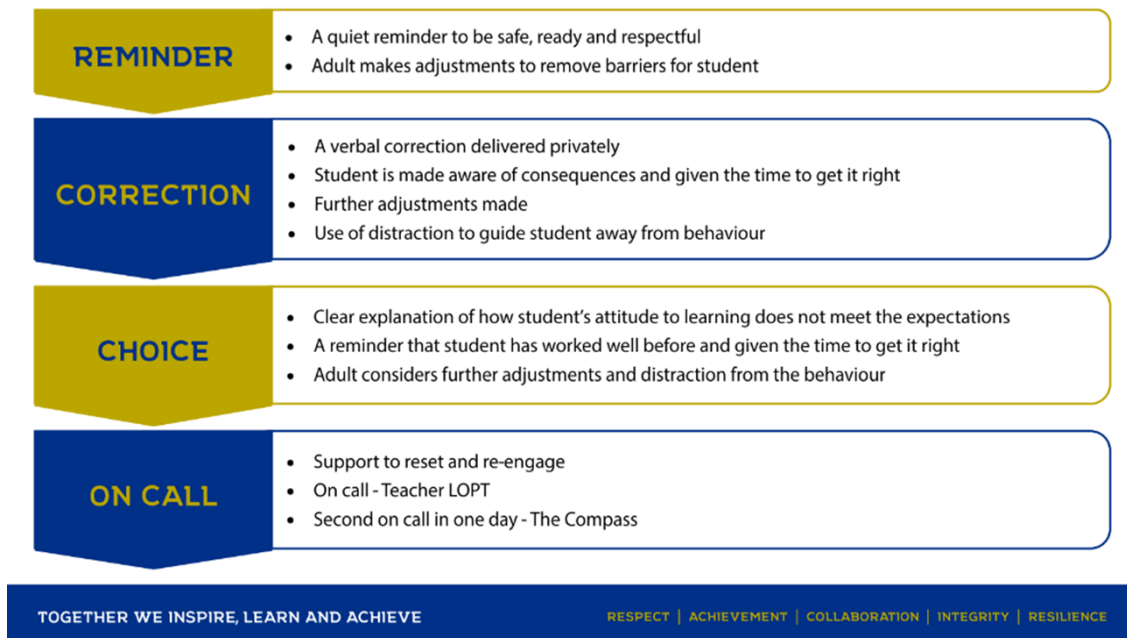 REMINDER
• A quiet reminder to be safe, ready and respectful
• Adult makes adjustments to remove barriers for student
CORRECTION
• A verbal correction delivered privately
• Student is made aware of consequences and given the time to get it right
• Further adjustments made
• Use of distraction to guide student away from behaviour
CHOICE
• Clear explanation of how student's attitude to learning does not meet the expectations
• A reminder that student has worked well before and given the time to get it right
• Adult considers further adjustments and distraction from the behaviour
ON CALL
• Support to reset and re-engage
• On call - Teacher LOPT
• Second on call in one day - The Compass
TOGETHER WE INSPIRE, LEARN AND ACHIEVE
RESPECT | ACHIEVEMENT | COLLABORATION | INTEGRITY | RESILIENCE